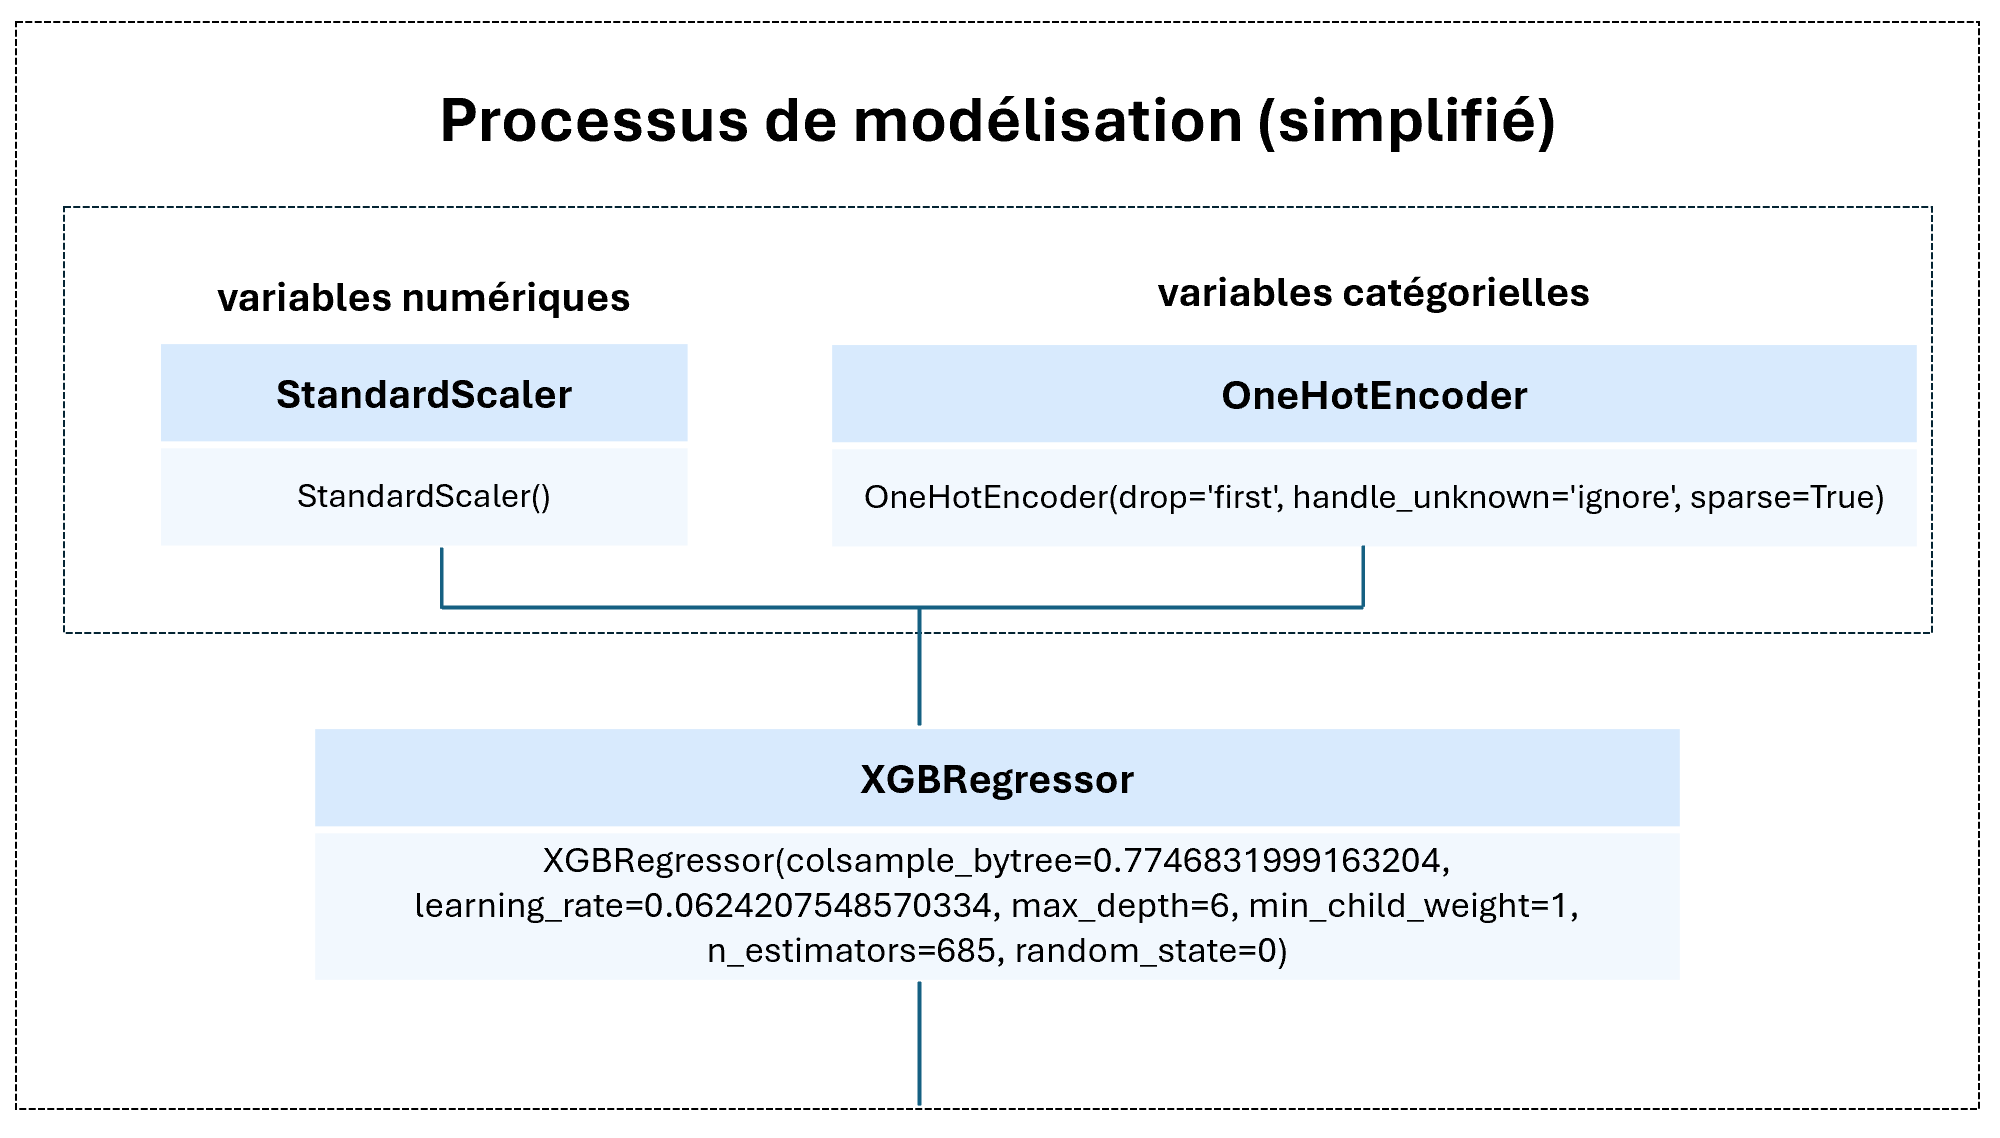 Processus de modélisation (simplifié)
variables numériques
StandardScaler
StandardScaler()
variables catégorielles
OneHotEncoder
OneHotEncoder(drop='first', handle_unknown='ignore', sparse=True)
XGBRegressor
XGBRegressor(colsample_bytree=0.7746831999163204,
learning_rate=0.0624207548570334, max_depth=6, min_child_weight=1,
n_estimators=685, random_state=0)